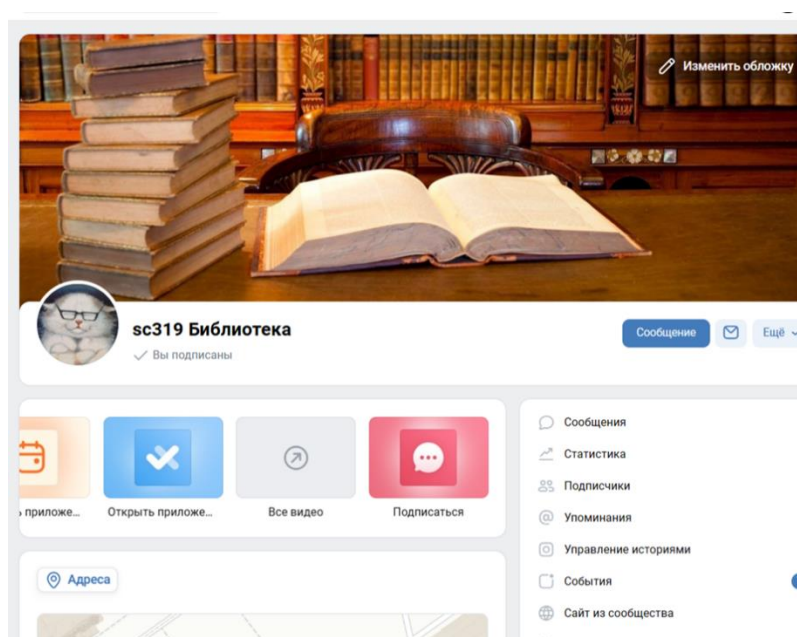 Изменить обложку
sc319 Библиотека
Вы подписаны
Сообщение
Ещё
приложе...
Открыть приложе...
Все видео
Подписаться
Адреса
Сообщения
Статистика
Подписчики
Упоминания
Управление историями
События
Сайт из сообщества